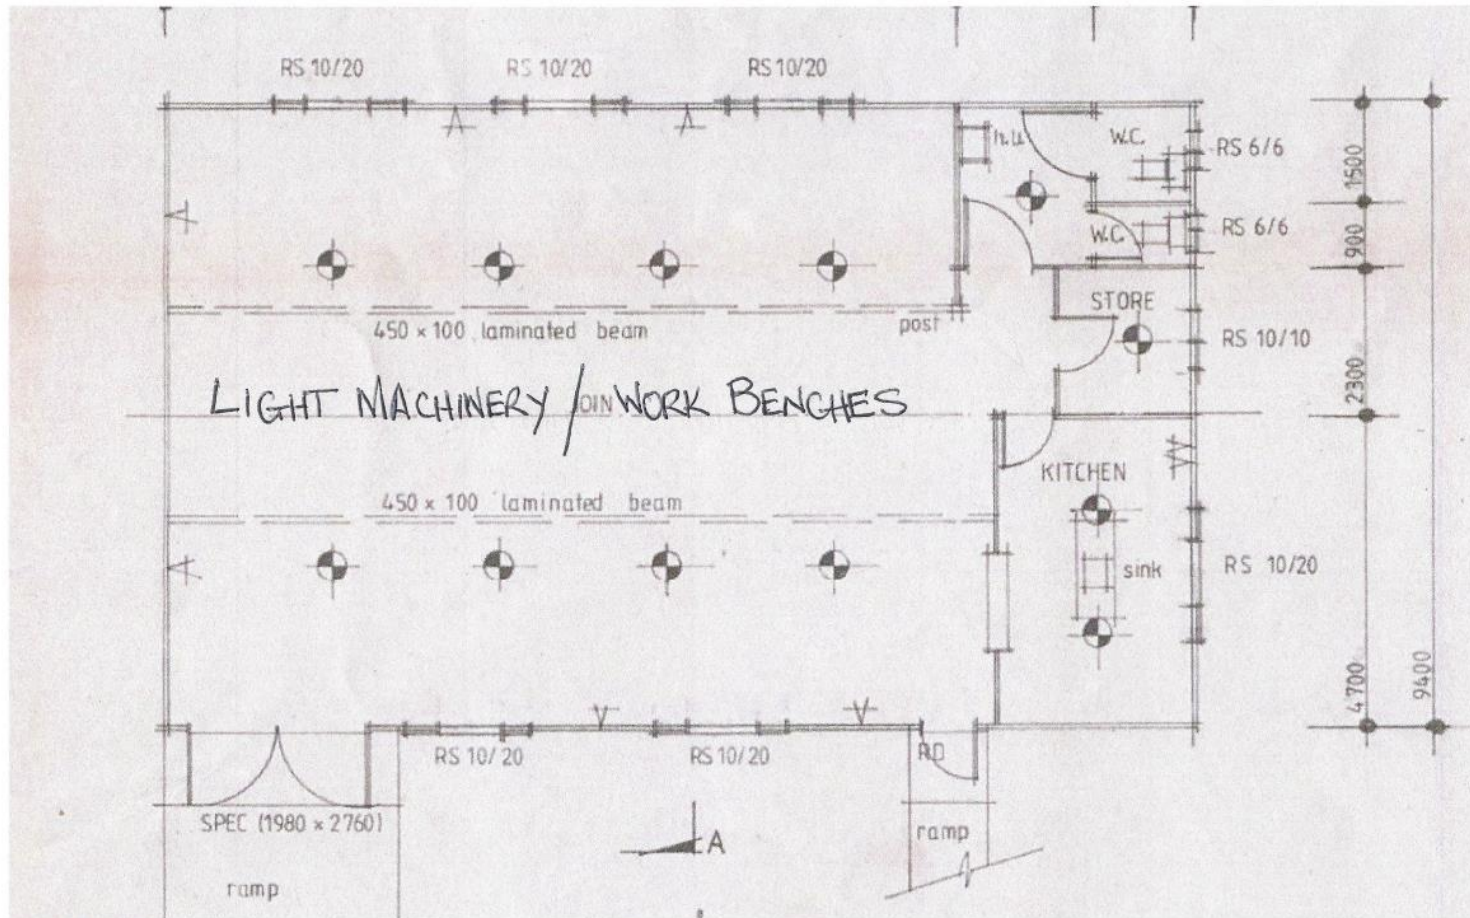 RS 10/20 RS 10/20 RS 10/20
h.u W.C. RS 6/6
1500
W.C. RS 6/6
900
STORE
450 × 100 laminated beam post RS 10/10
2300
LIGHT MACHINERY / OIN WORK BENCHES
KITCHEN
450 × 100 laminated beam
sink RS 10/20
4700 9400
RS 10/20 RS 10/20 RD
SPEC (1980 × 2760)
A ramp
ramp